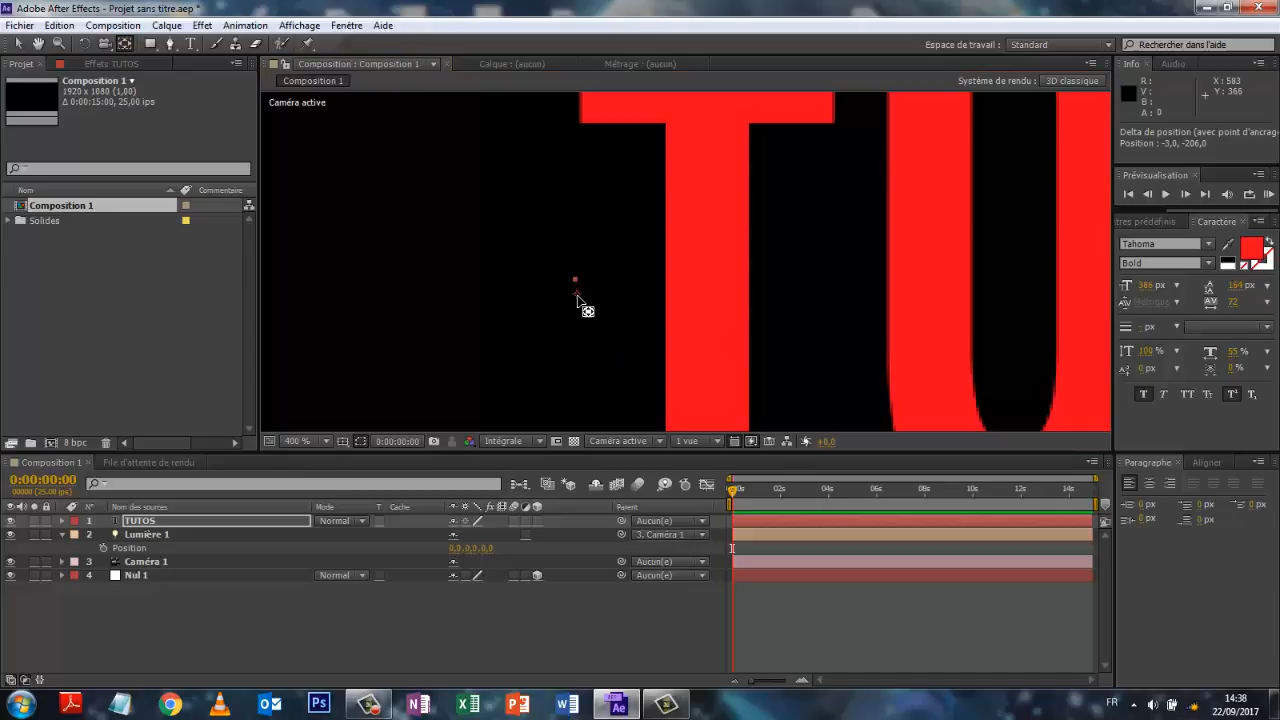 Adobe After Effects - Projet sans titre.aep *
Fichier Edition Composition Calque Effet Animation Affichage Fenêtre Aide
Espace de travail : Standard
Rechercher dans l'aide
Projet
Effets TUTOS
Composition : Composition 1
Calque : (aucun)
Métrage : (aucun)
Info
Audio
Composition 1
Système de rendu : 3D classique
Composition 1 ▾
1920 x 1080 (1,00)
Δ 0:00:15:00, 25,00 ips
Caméra active
R :
V :
B :
A : 0
X : 583
Y : 366
Delta de position (avec point d'ancrag
Position : -3,0, -206,0
TU
Prévisualisation
Nom
Commentaire
Composition 1
Solides
tres prédéfinis
Caractère
Tahoma
Bold
386 px
164 px
Métrique
72
- px
100 %
55 %
0 px
0 %
8 bpc
400 %
0:00:00:00
Intégrale
Caméra active
1 vue
+0,0
Composition 1
File d'attente de rendu
Paragraphe
Aligner
0:00:00:00
00000 (25.00 ips)
02s 04s 06s 08s 10s 12s 14s
N°
Nom des sources
Mode
T
Cache
Parent
1 TUTOS Normal Aucun(e)
2 Lumière 1 3. Caméra 1
Position 0,0,0,0,0,0
3 Caméra 1 Aucun(e)
4 Nul 1 Normal Aucun(e)
0 px 0 px 0 px
0 px 0 px
FR
14:38
22/09/2017